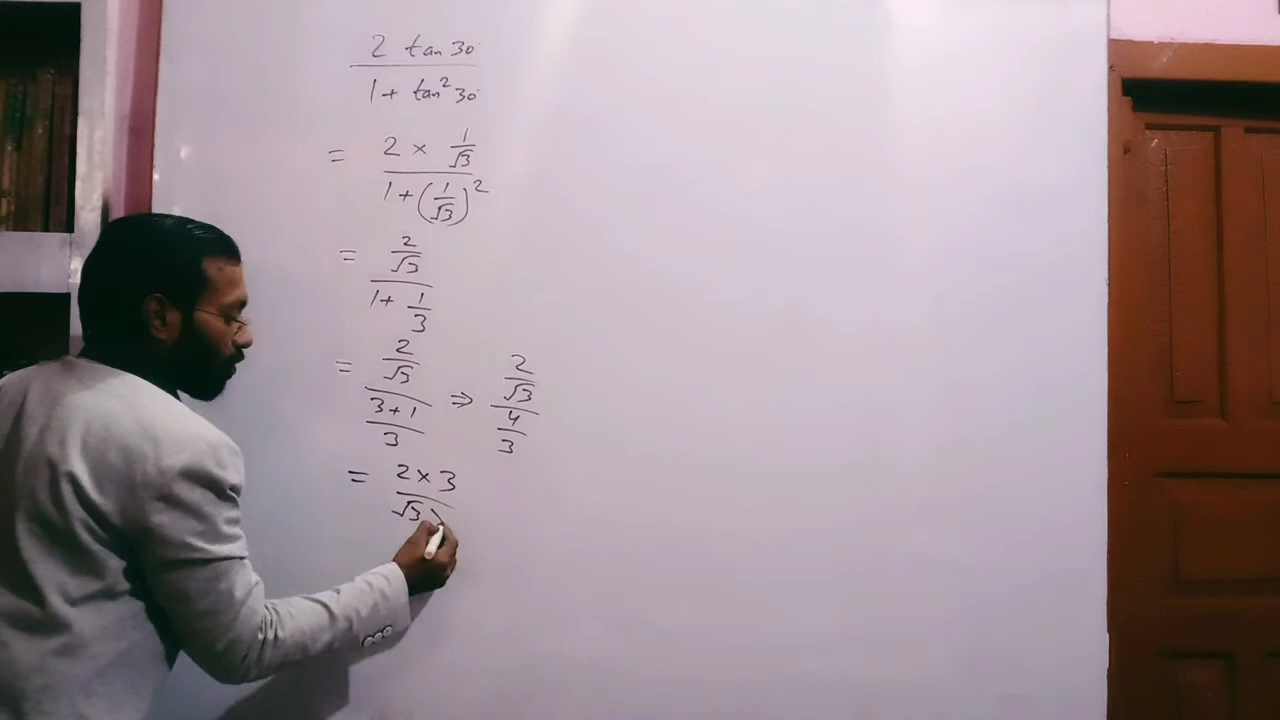 2 tan 30°
1 + tan² 30°
= 2 × 1/√3
1 + (1/√3)²
= 2/√3
1 + 1/3
= 2/√3
3+1/3 ⇒ 2/√3
4/3
= 2 × 3
√3 ×